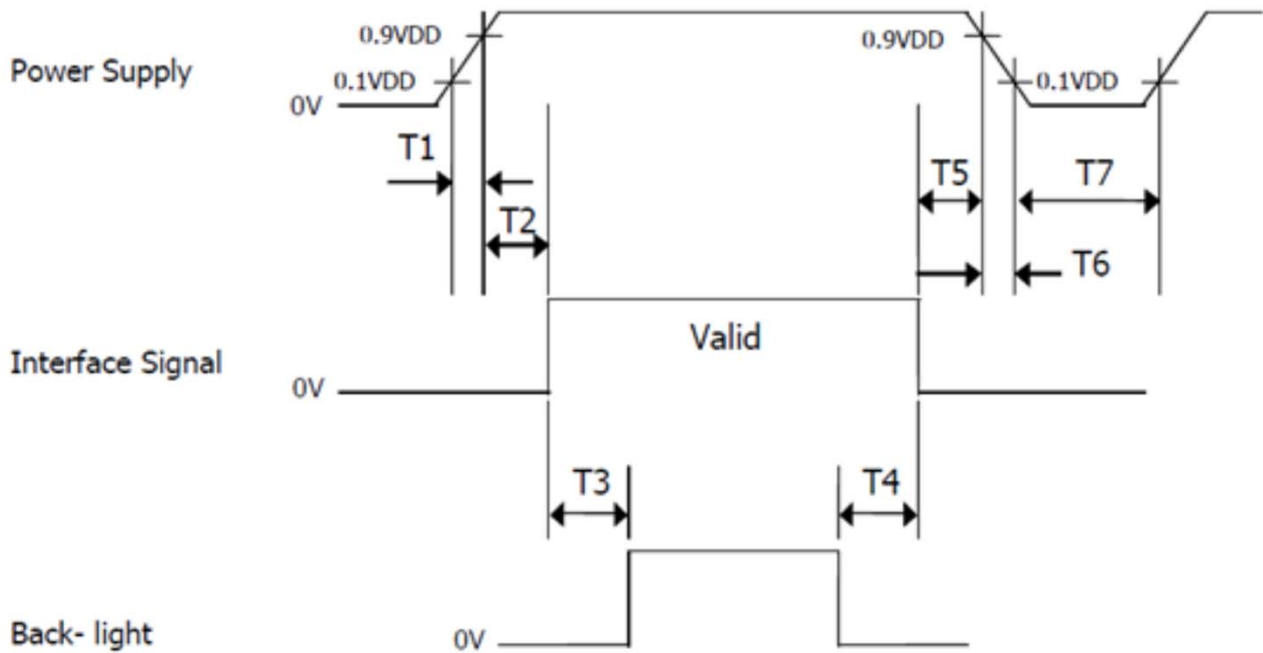 0.9VDD
0.9VDD
Power Supply
0.1VDD
0.1VDD
0V
T1
T5
T7
T2
T6
Valid
Interface Signal
0V
T3
T4
Back- light
0V